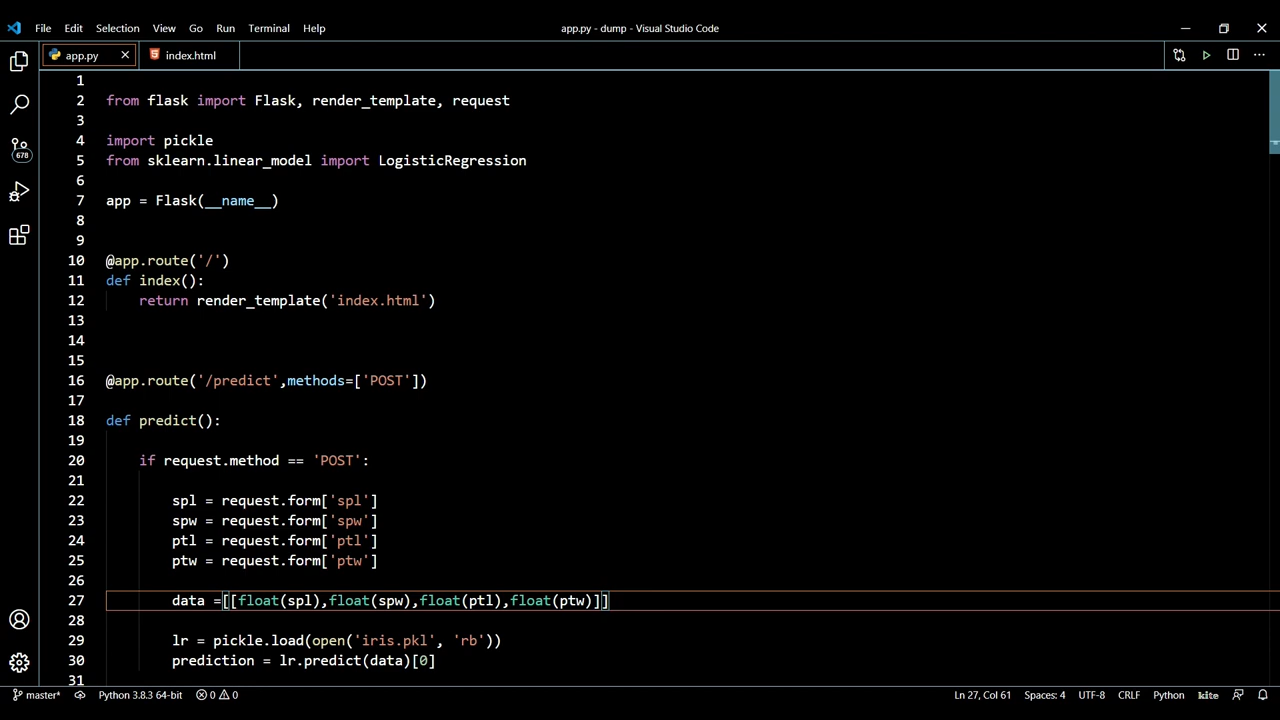 File Edit Selection View Go Run Terminal Help app.py - dump - Visual Studio Code
app.py index.html
1
2 from flask import Flask, render_template, request
3
4 import pickle
5 from sklearn.linear_model import LogisticRegression
6
7 app = Flask(__name__)
8
9
10 @app.route('/')
11 def index():
12 return render_template('index.html')
13
14
15
16 @app.route('/predict',methods=['POST'])
17
18 def predict():
19
20 if request.method == 'POST':
21
22 spl = request.form['spl']
23 spw = request.form['spw']
24 ptl = request.form['ptl']
25 ptw = request.form['ptw']
26
27 data =[[float(spl),float(spw),float(ptl),float(ptw)]]
28
29 lr = pickle.load(open('iris.pkl', 'rb'))
30 prediction = lr.predict(data)[0]
31
678
master* Python 3.8.3 64-bit 0 0 Ln 27, Col 61 Spaces: 4 UTF-8 CRLF Python kite